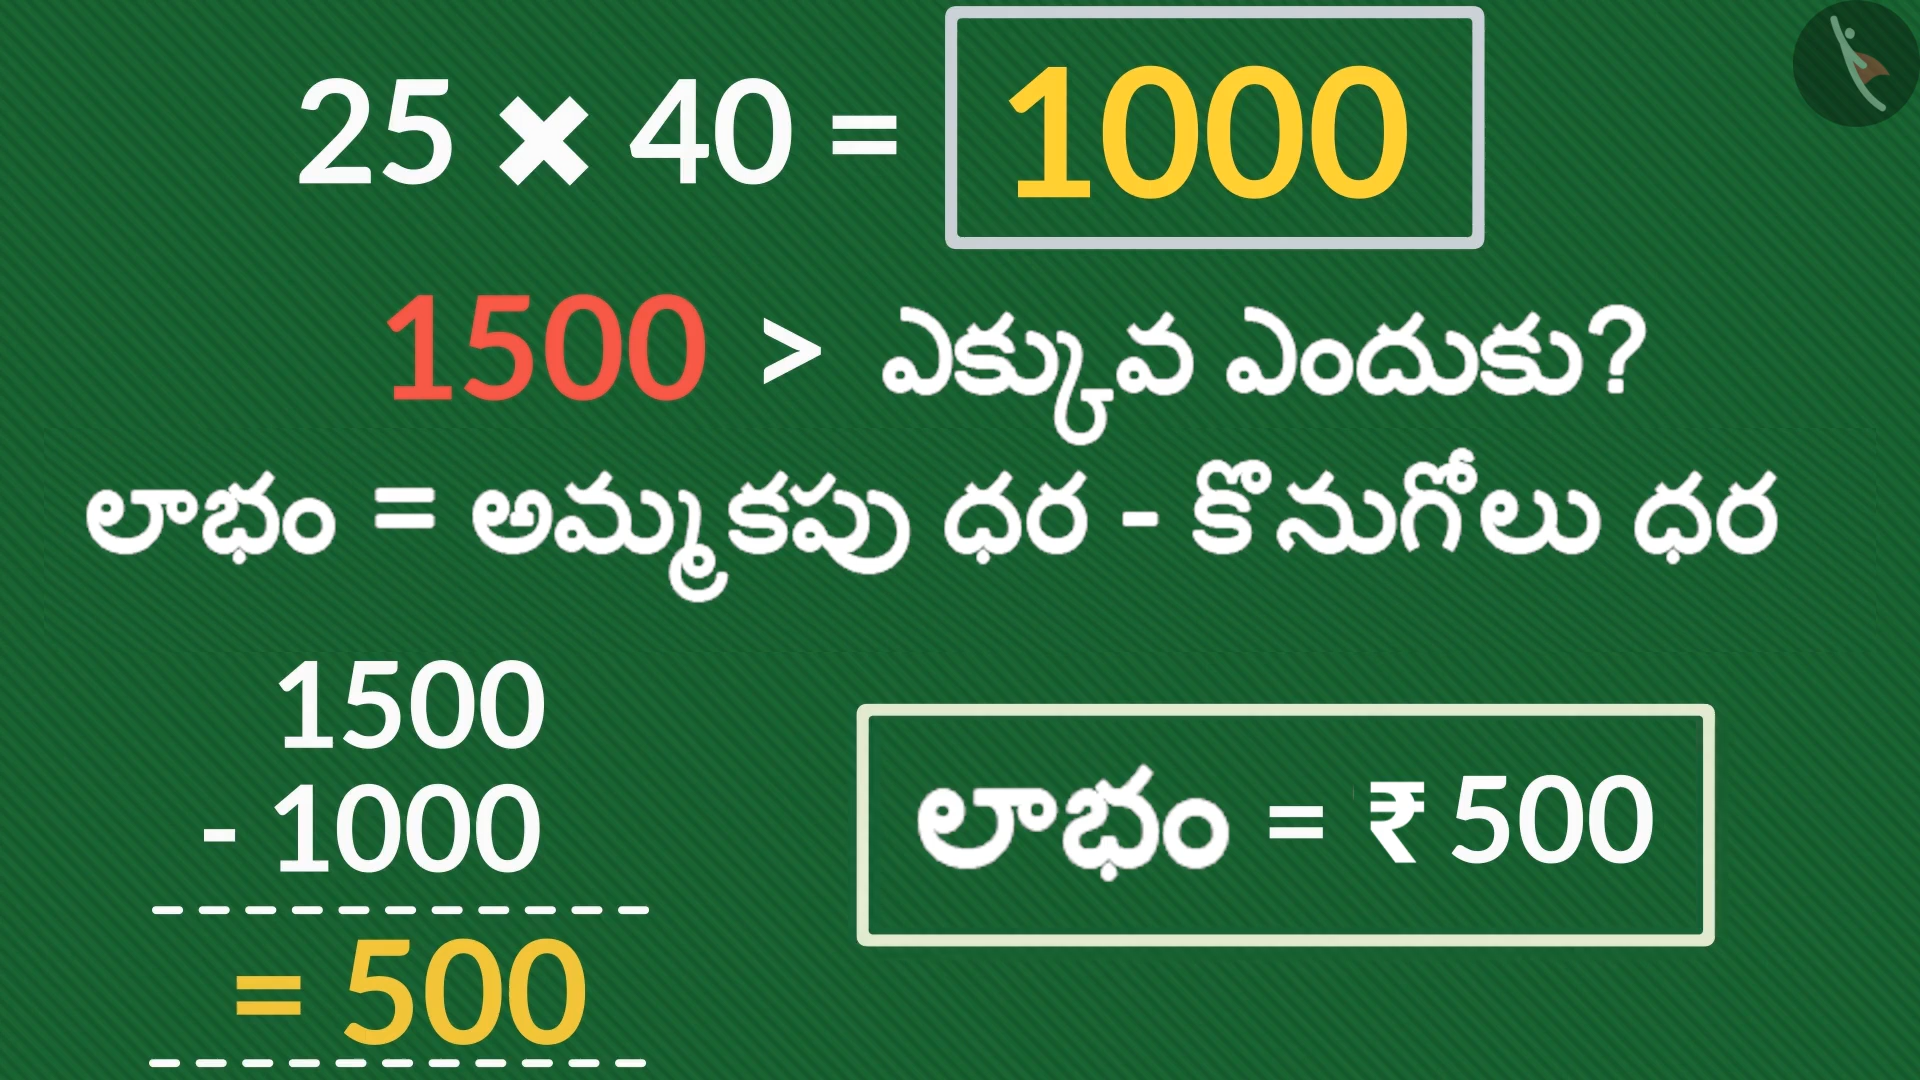 25 × 40 = 1000
1500 > ఎక్కువ ఎందుకు?
లాభం = అమ్మకపు ధర - కొనుగోలు ధర
1500
- 1000
= 500
లాభం = ₹ 500